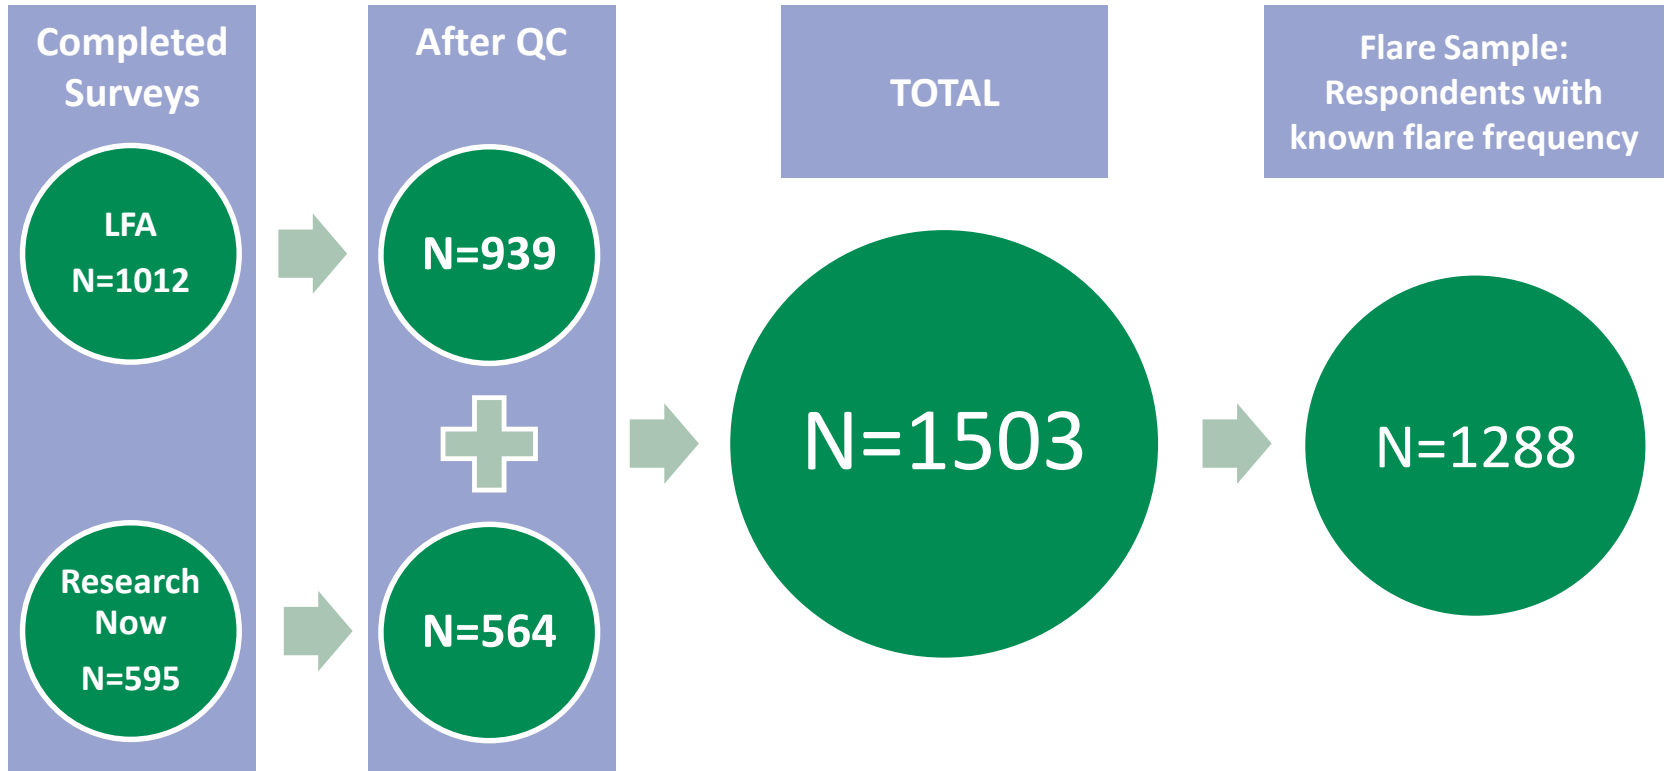 Completed
Surveys
LFA
N=1012
Research
Now
N=595
After QC
N=939
N=564
TOTAL
N=1503
Flare Sample:
Respondents with
known flare frequency
N=1288